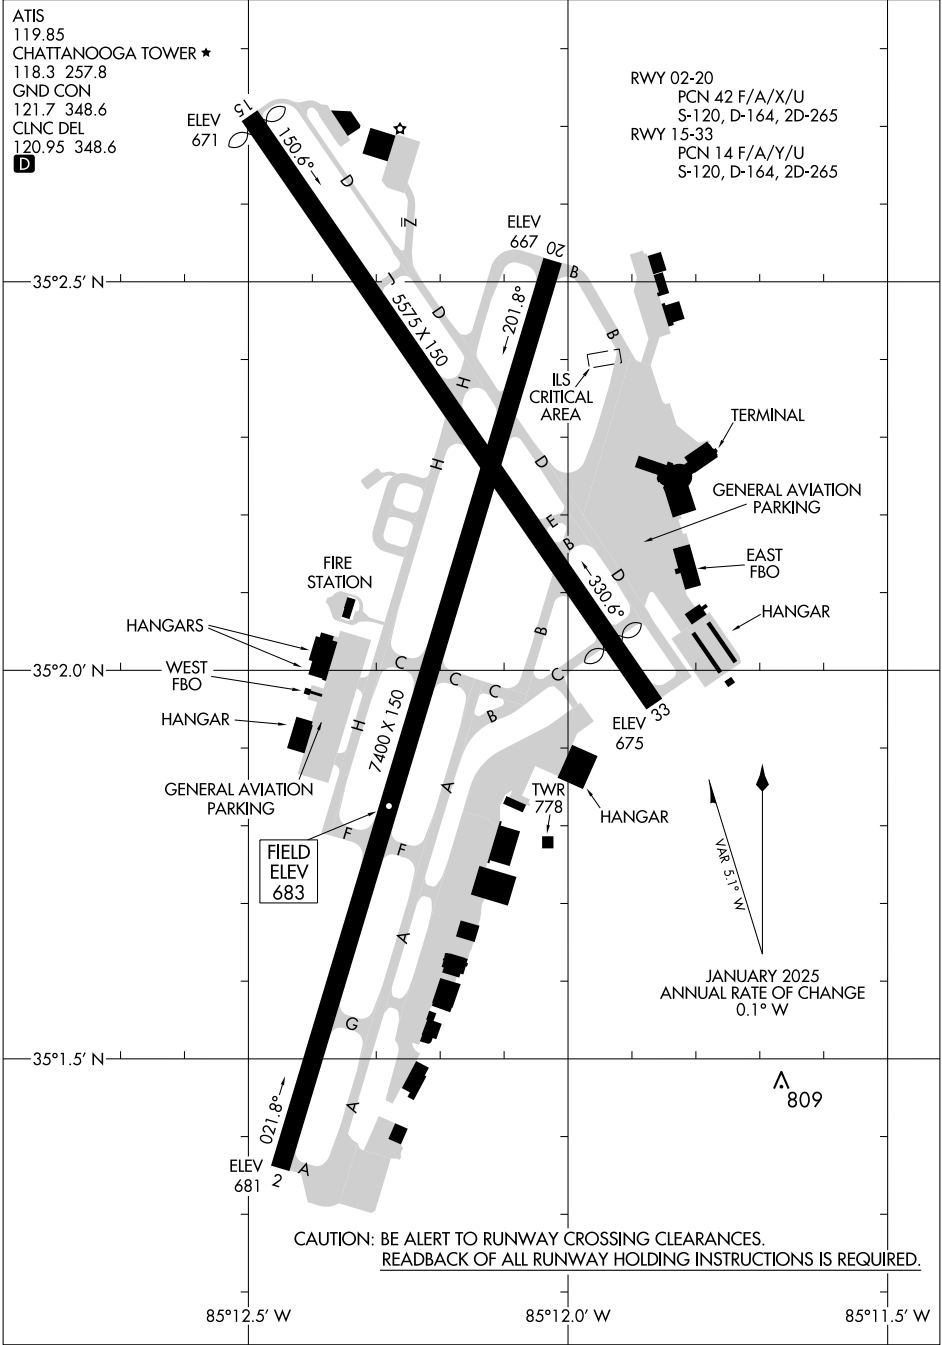 ATIS
119.85
CHATTANOOGA TOWER ★
118.3 257.8
GND CON
121.7 348.6
CLNC DEL
120.95 348.6
D
RWY 02-20
PCN 42 F/A/X/U
S-120, D-164, 2D-265
RWY 15-33
PCN 14 F/A/Y/U
S-120, D-164, 2D-265
ELEV
671
15
150.6°
D
Z
ELEV
667
20
B
35°2.5' N
J
5575 X 150
D
201.8°
B
ILS
CRITICAL
AREA
H
TERMINAL
H
D
GENERAL AVIATION
PARKING
E
B
EAST
FBO
FIRE
STATION
D
330.6°
HANGAR
HANGARS
B
35°2.0' N
WEST
FBO
C
C
C
C
B
HANGAR
H
7400 X 150
33
ELEV
675
GENERAL AVIATION
PARKING
A
TWR
778
HANGAR
F
F
FIELD
ELEV
683
VAR 5.1° W
A
JANUARY 2025
ANNUAL RATE OF CHANGE
0.1° W
G
35°1.5' N
809
021.8°
A
ELEV
681
2
A
CAUTION: BE ALERT TO RUNWAY CROSSING CLEARANCES.
READBACK OF ALL RUNWAY HOLDING INSTRUCTIONS IS REQUIRED.
85°12.5' W
85°12.0' W
85°11.5' W